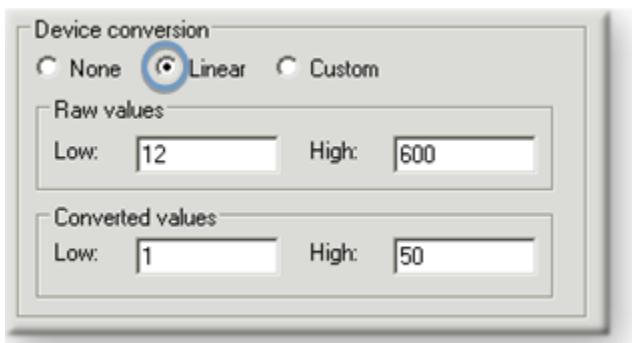 Device conversion
None Linear Custom
Raw values
Low: 12 High: 600
Converted values
Low: 1 High: 50